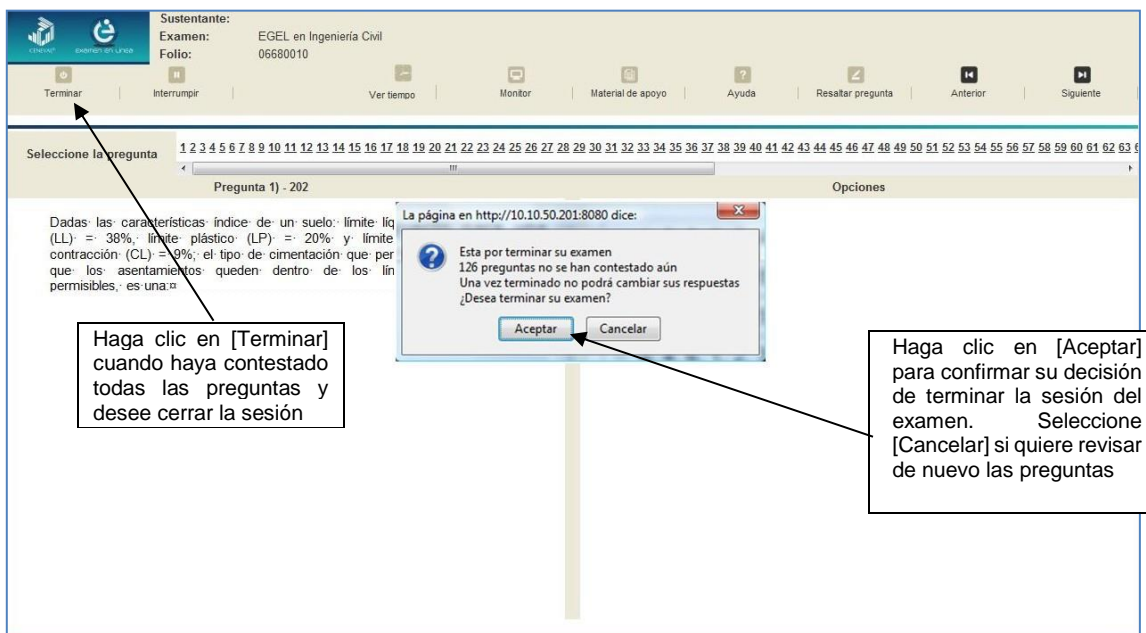 Sustentante:
Examen: EGEL en Ingeniería Civil
Folio: 06680010
examen en línea
Terminar Interrumpir Ver tiempo Monitor Material de apoyo Ayuda Resaltar pregunta Anterior Siguiente
Seleccione la pregunta 1 2 3 4 5 6 7 8 9 10 11 12 13 14 15 16 17 18 19 20 21 22 23 24 25 26 27 28 29 30 31 32 33 34 35 36 37 38 39 40 41 42 43 44 45 46 47 48 49 50 51 52 53 54 55 56 57 58 59 60 61 62 63
Pregunta 1) - 202 Opciones
Dadas las características índice de un suelo: límite líq
(LL) = 38%, límite plástico (LP) = 20% y límite
contracción (CL) = 9%; el tipo de cimentación que per
que los asentamientos queden dentro de los lín
permisibles, es una:¤
La página en http://10.10.50.201:8080 dice:
Esta por terminar su examen
126 preguntas no se han contestado aún
Una vez terminado no podrá cambiar sus respuestas
¿Desea terminar su examen?
Aceptar Cancelar
Haga clic en [Terminar]
cuando haya contestado
todas las preguntas y
desee cerrar la sesión
Haga clic en [Aceptar]
para confirmar su decisión
de terminar la sesión del
examen. Seleccione
[Cancelar] si quiere revisar
de nuevo las preguntas